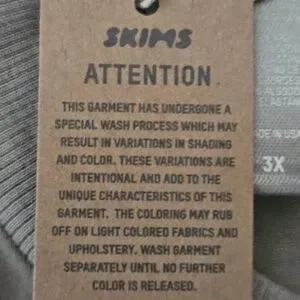 SKIMS
ATTENTION
THIS GARMENT HAS UNDERGONE A
SPECIAL WASH PROCESS WHICH MAY
RESULT IN VARIATIONS IN SHADING
AND COLOR. THESE VARIATIONS ARE
INTENTIONAL AND ADD TO THE
UNIQUE CHARACTERISTICS OF THIS
GARMENT. THE COLORING MAY RUB
OFF ON LIGHT COLORED FABRICS AND
UPHOLSTERY. WASH GARMENT
SEPARATELY UNTIL NO FURTHER
COLOR IS RELEASED.
3X